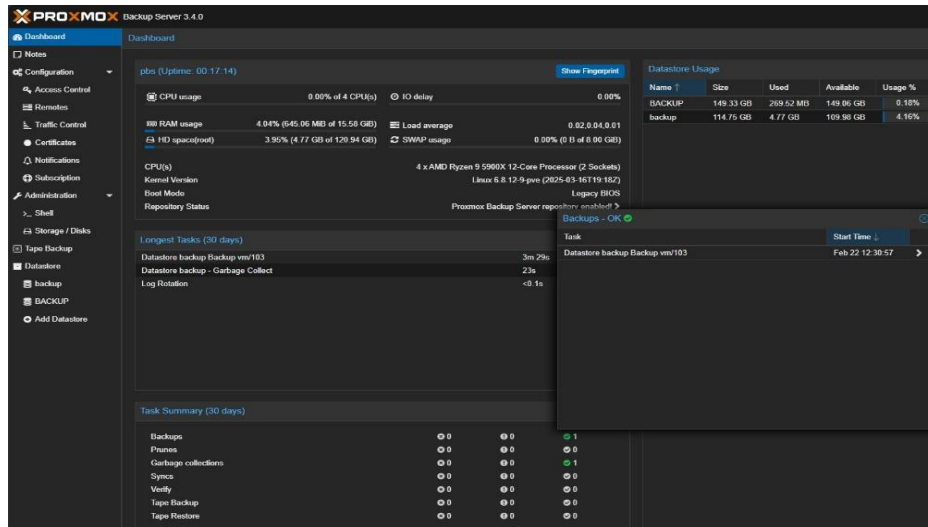 PROXMOX Backup Server 3.4.0
Dashboard
Notes
Configuration
Access Control
Remotes
Traffic Control
Certificates
Notifications
Subscription
Administration
Shell
Storage / Disks
Tape Backup
Datastore
backup
BACKUP
Add Datastore
Dashboard
pbs (Uptime: 00:17:14) Show Fingerprint
CPU usage 0.00% of 4 CPU(s) IO delay 0.00%
RAM usage 4.04% (645.06 MiB of 15.58 GiB) Load average 0.02,0.04,0.01
HD space(root) 3.95% (4.77 GB of 120.94 GB) SWAP usage 0.00% (0 B of 8.00 GiB)
CPU(s) 4 x AMD Ryzen 9 5900X 12-Core Processor (2 Sockets)
Kernel Version Linux 6.8.12-9-pve (2025-03-16T19:18Z)
Boot Mode Legacy BIOS
Repository Status Proxmox Backup Server repository enabled!
Datastore Usage
Name Size Used Available Usage %
BACKUP 149.33 GB 269.52 MB 149.06 GB 0.18%
backup 114.75 GB 4.77 GB 109.98 GB 4.16%
Longest Tasks (30 days)
Datastore backup Backup vm/103 3m 29s
Datastore backup - Garbage Collect 23s
Log Rotation <0.1s
Backups - OK
Task Start Time
Datastore backup Backup vm/103 Feb 22 12:30:57
Task Summary (30 days)
Backups 0 0 1
Prunes 0 0 0
Garbage collections 0 0 1
Syncs 0 0 0
Verify 0 0 0
Tape Backup 0 0 0
Tape Restore 0 0 0